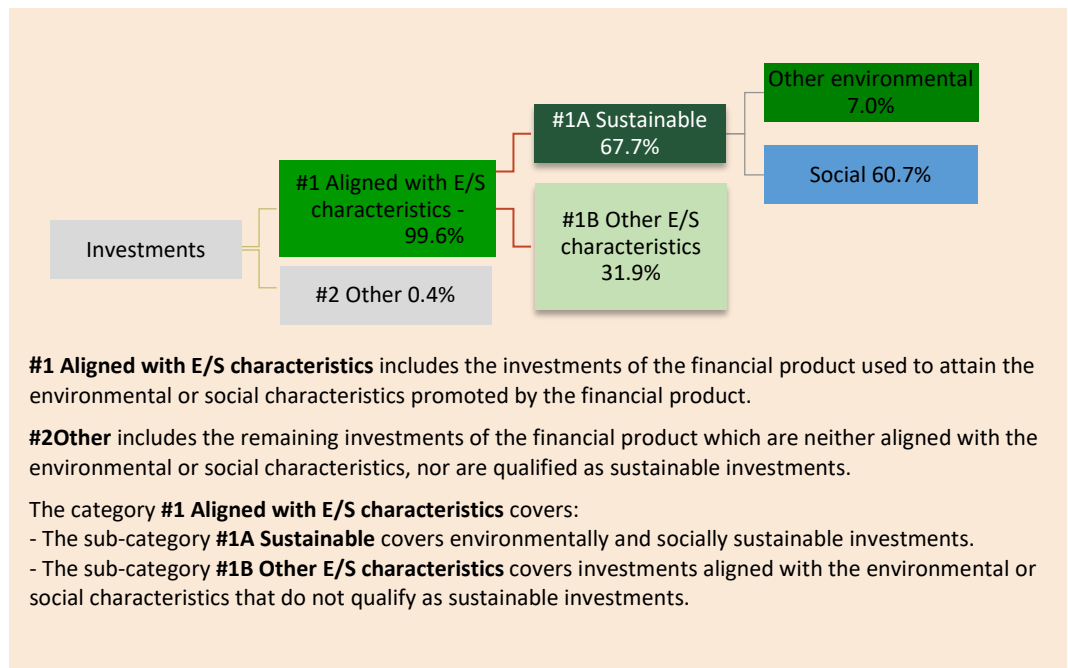 Other environmental
7.0%
#1A Sustainable
67.7%
Social 60.7%
#1 Aligned with E/S
characteristics -
99.6%
#1B Other E/S
characteristics
31.9%
Investments
#2 Other 0.4%
#1 Aligned with E/S characteristics includes the investments of the financial product used to attain the
environmental or social characteristics promoted by the financial product.
#2Other includes the remaining investments of the financial product which are neither aligned with the
environmental or social characteristics, nor are qualified as sustainable investments.
The category #1 Aligned with E/S characteristics covers:
- The sub-category #1A Sustainable covers environmentally and socially sustainable investments.
- The sub-category #1B Other E/S characteristics covers investments aligned with the environmental or
social characteristics that do not qualify as sustainable investments.